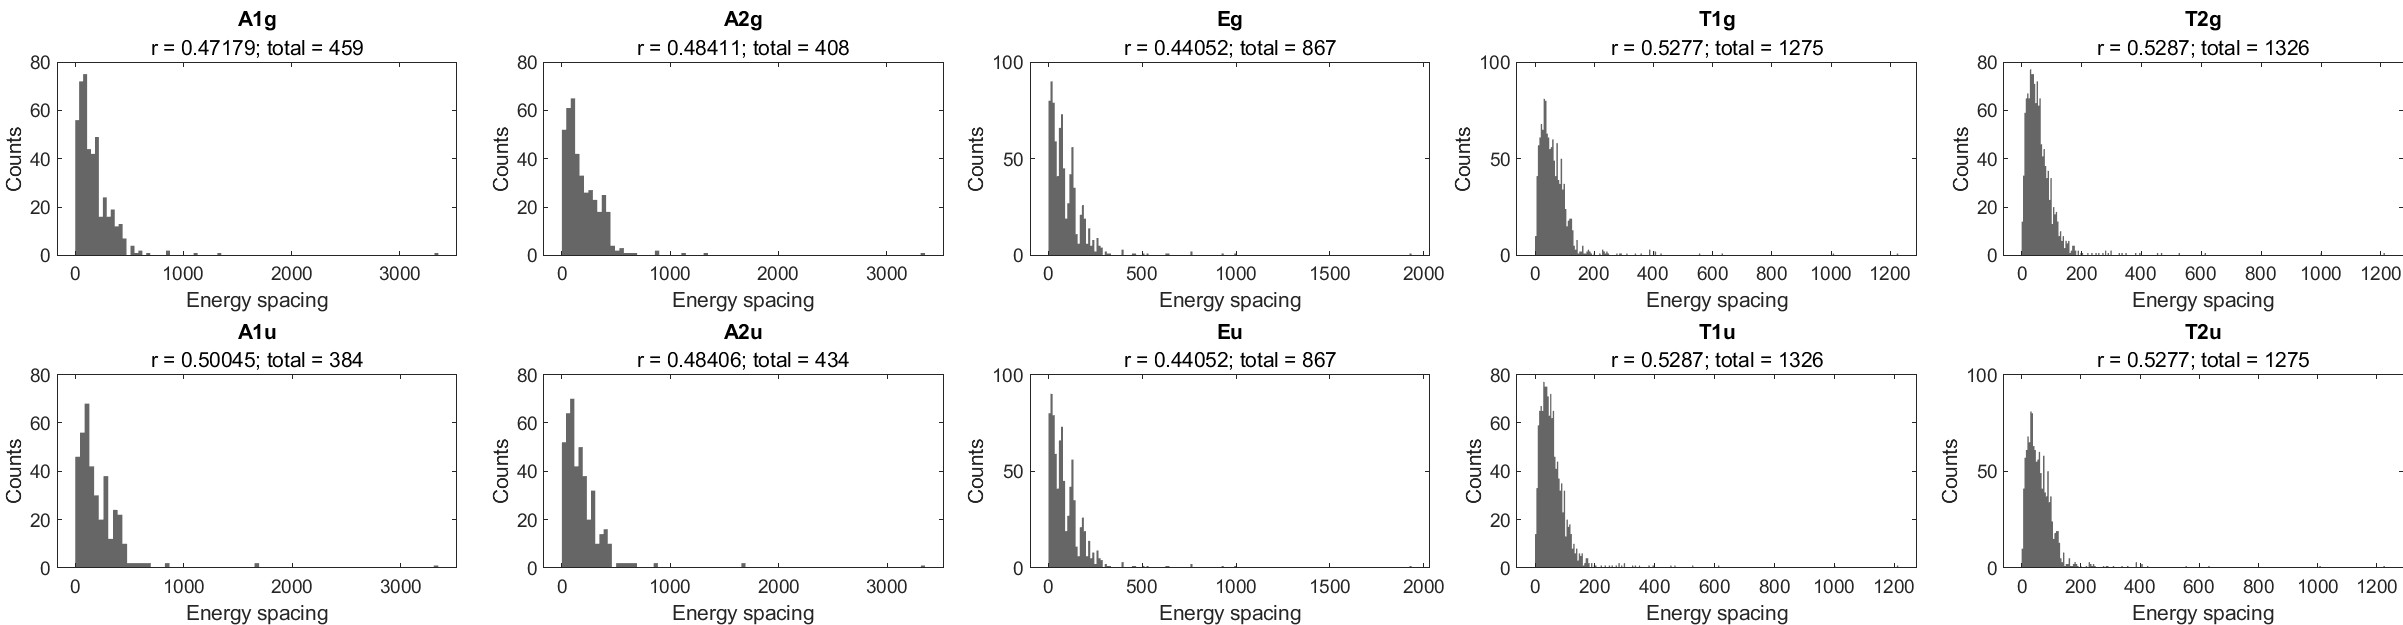 A1g
r = 0.47179; total = 459
80
60
40
20
0
Counts
0 1000 2000 3000
Energy spacing
A2g
r = 0.48411; total = 408
80
60
40
20
0
Counts
0 1000 2000 3000
Energy spacing
Eg
r = 0.44052; total = 867
100
50
0
Counts
0 500 1000 1500 2000
Energy spacing
T1g
r = 0.5277; total = 1275
100
50
0
Counts
0 200 400 600 800 1000 1200
Energy spacing
T2g
r = 0.5287; total = 1326
80
60
40
20
0
Counts
0 200 400 600 800 1000 1200
Energy spacing
A1u
r = 0.50045; total = 384
80
60
40
20
0
Counts
0 1000 2000 3000
Energy spacing
A2u
r = 0.48406; total = 434
80
60
40
20
0
Counts
0 1000 2000 3000
Energy spacing
Eu
r = 0.44052; total = 867
100
50
0
Counts
0 500 1000 1500 2000
Energy spacing
T1u
r = 0.5287; total = 1326
80
60
40
20
0
Counts
0 200 400 600 800 1000 1200
Energy spacing
T2u
r = 0.5277; total = 1275
100
50
0
Counts
0 200 400 600 800 1000 1200
Energy spacing